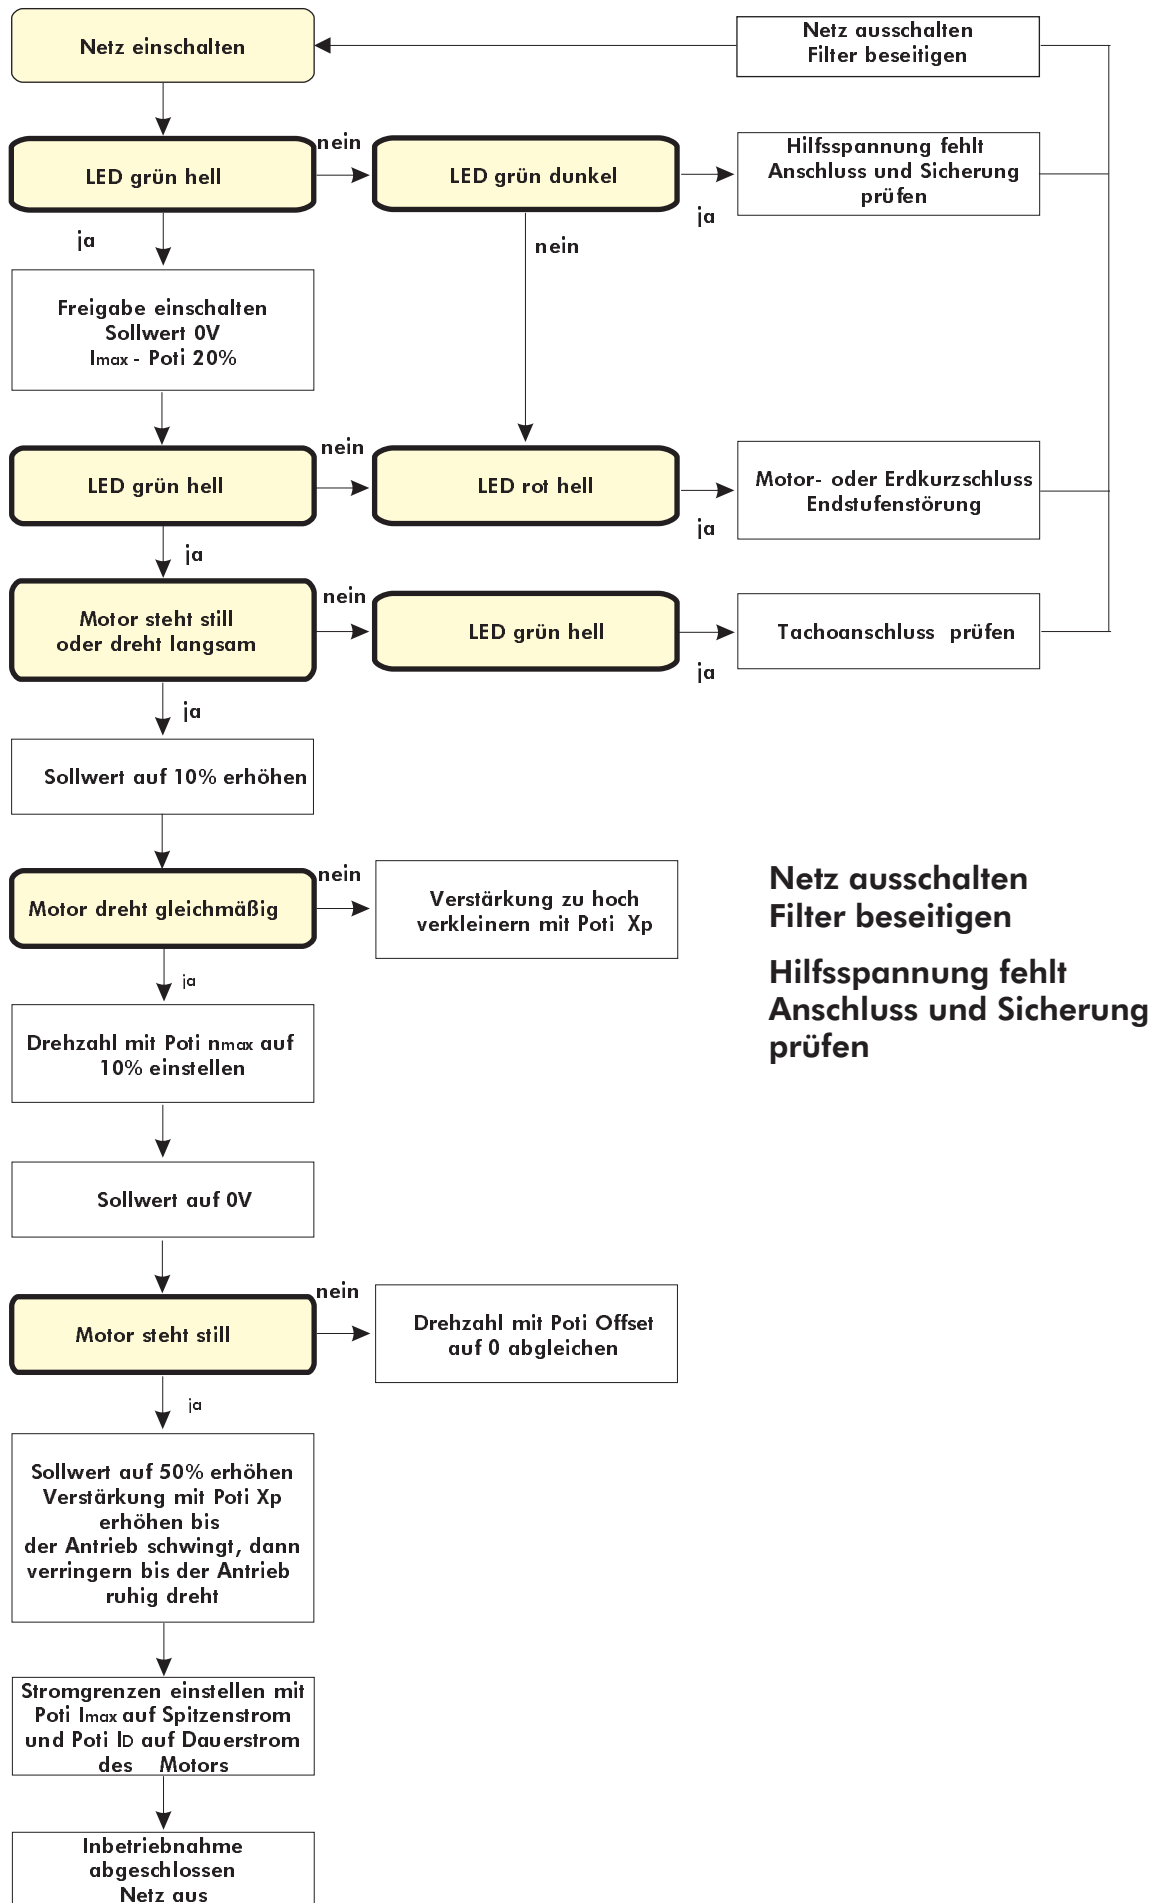 Netz einschalten
Netz ausschalten
Filter beseitigen
LED grün hell
nein
LED grün dunkel
ja
Hilfsspannung fehlt
Anschluss und Sicherung
prüfen
ja
nein
Freigabe einschalten
Sollwert 0V
Imax - Poti 20%
LED grün hell
nein
LED rot hell
ja
Motor- oder Erdkurzschluss
Endstufenstörung
ja
Motor steht still
oder dreht langsam
nein
LED grün hell
ja
Tachoanschluss prüfen
ja
Sollwert auf 10% erhöhen
Motor dreht gleichmäßig
nein
Verstärkung zu hoch
verkleinern mit Poti Xp
Netz ausschalten
Filter beseitigen
Hilfsspannung fehlt
Anschluss und Sicherung
prüfen
ja
Drehzahl mit Poti nmax auf
10% einstellen
Sollwert auf 0V
Motor steht still
nein
Drehzahl mit Poti Offset
auf 0 abgleichen
ja
Sollwert auf 50% erhöhen
Verstärkung mit Poti Xp
erhöhen bis
der Antrieb schwingt, dann
verringern bis der Antrieb
ruhig dreht
Stromgrenzen einstellen mit
Poti Imax auf Spitzenstrom
und Poti ID auf Dauerstrom
des Motors
Inbetriebnahme
abgeschlossen
Netz aus